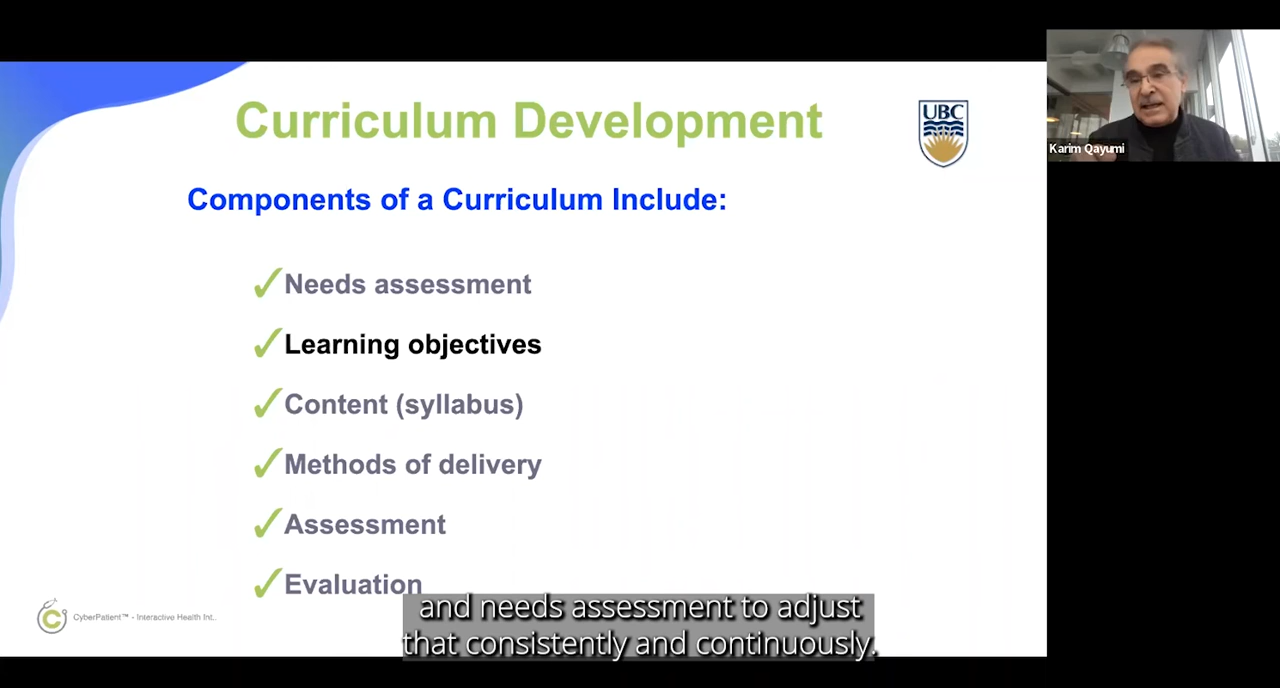 Curriculum Development
UBC
Karim Qayumi
Components of a Curriculum Include:
✓Needs assessment
✓Learning objectives
✓Content (syllabus)
✓Methods of delivery
✓Assessment
✓Evaluation
CyberPatient™ - Interactive Health Int..
and needs assessment to adjust
that consistently and continuously.